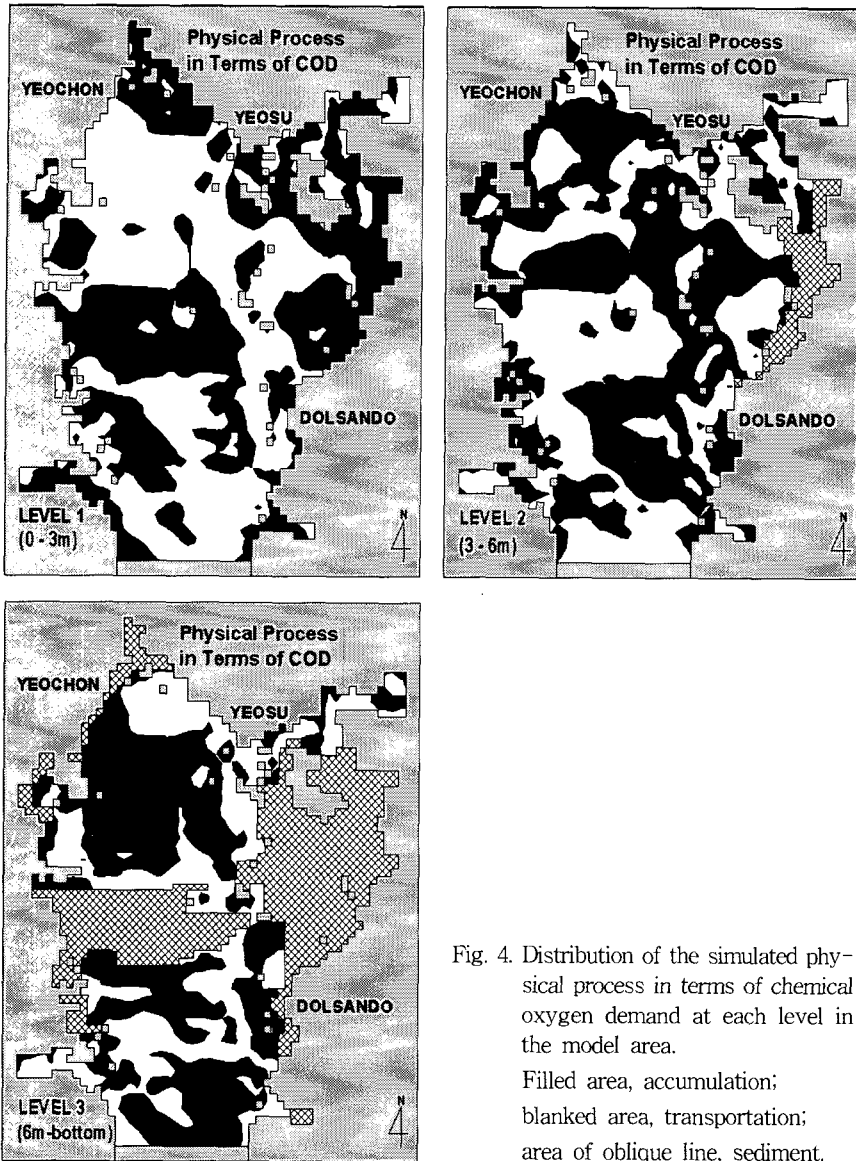 Physical Process
in Terms of COD
YEOCHON
YEOSU
DOLSANDO
LEVEL 1
(0 - 3m)
N
Physical Process
in Terms of COD
YEOCHON
YEOSU
DOLSANDO
LEVEL 2
(3 - 6m)
N
Physical Process
in Terms of COD
YEOCHON
YEOSU
DOLSANDO
LEVEL 3
(6m-bottom)
N
Fig. 4. Distribution of the simulated phy-
sical process in terms of chemical
oxygen demand at each level in
the model area.
Filled area, accumulation;
blanked area, transportation;
area of oblique line, sediment.